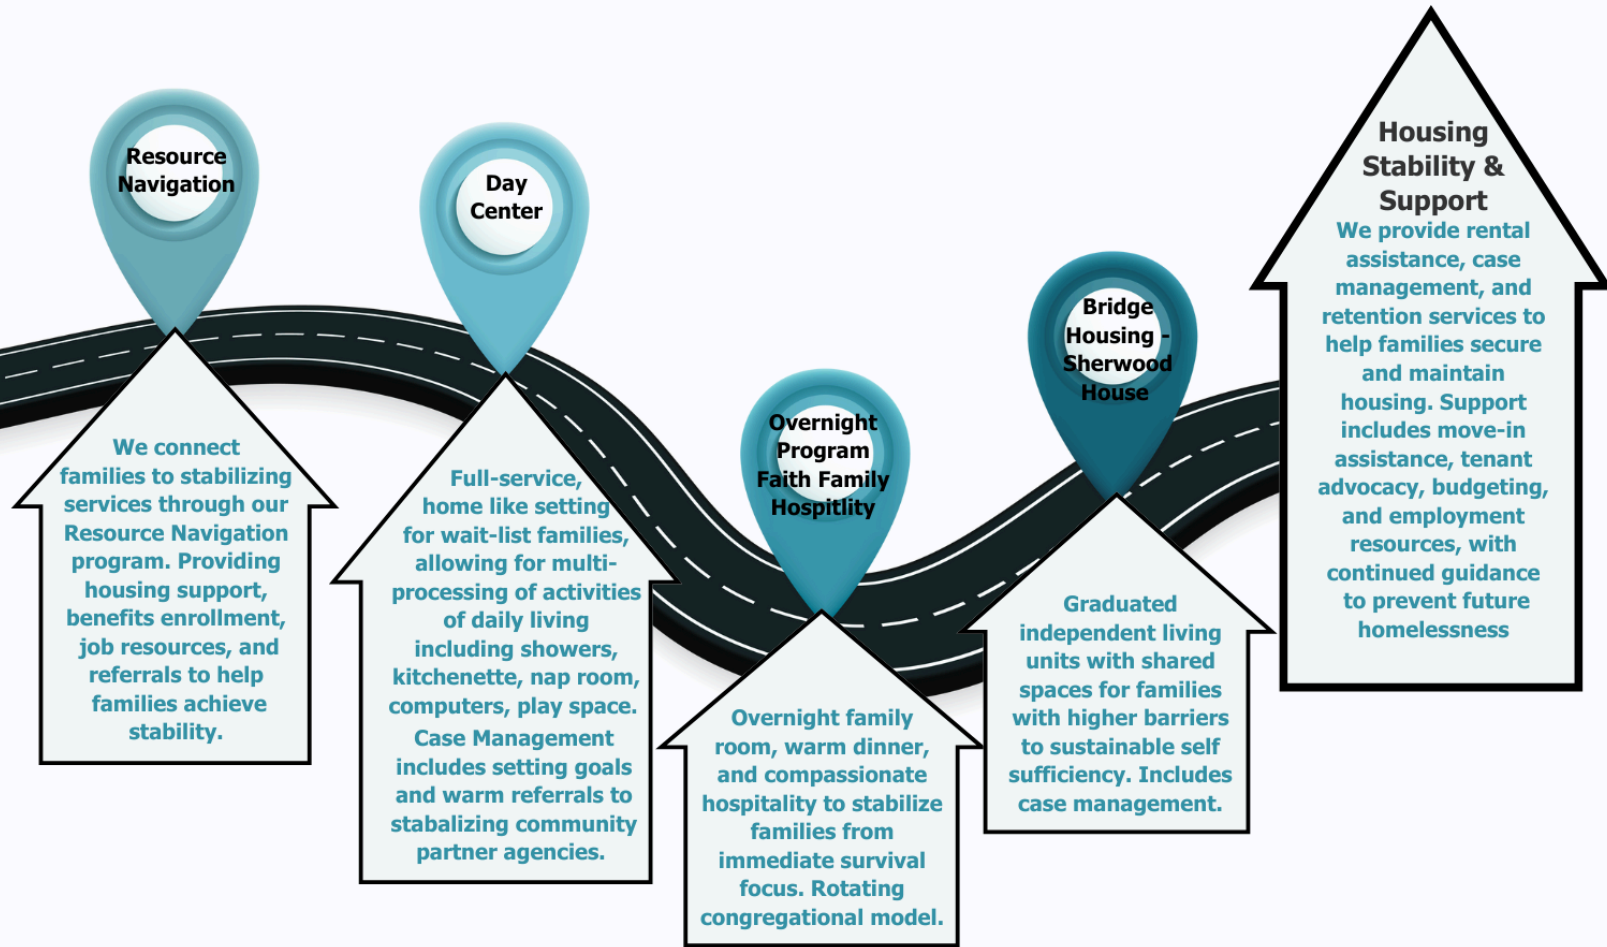 Resource
Navigation
We connect
families to stabilizing
services through our
Resource Navigation
program. Providing
housing support,
benefits enrollment,
job resources, and
referrals to help
families achieve
stability.
Day
Center
Full-service,
home like setting
for wait-list families,
allowing for multi-
processing of activities
of daily living
including showers,
kitchenette, nap room,
computers, play space.
Case Management
includes setting goals
and warm referrals to
stabalizing community
partner agencies.
Overnight
Program
Faith Family
Hospitlity
Overnight family
room, warm dinner,
and compassionate
hospitality to stabilize
families from
immediate survival
focus. Rotating
congregational model.
Bridge
Housing -
Sherwood
House
Graduated
independent living
units with shared
spaces for families
with higher barriers
to sustainable self
sufficiency. Includes
case management.
Housing
Stability &
Support
We provide rental
assistance, case
management, and
retention services to
help families secure
and maintain
housing. Support
includes move-in
assistance, tenant
advocacy, budgeting,
and employment
resources, with
continued guidance
to prevent future
homelessness